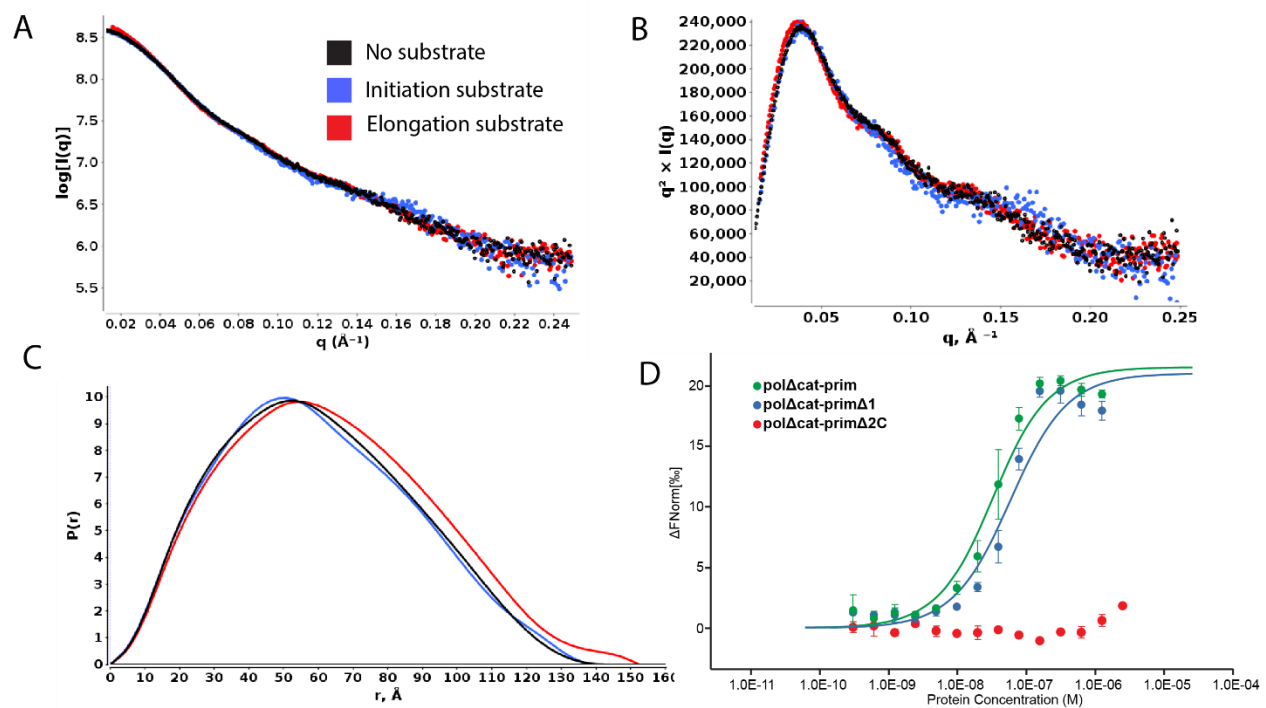 A
8.5
8.0
7.5
7.0
6.5
6.0
5.5
log[I(q)]
No substrate
Initiation substrate
Elongation substrate
0.02 0.04 0.06 0.08 0.10 0.12 0.14 0.16 0.18 0.20 0.22 0.24
q (Å⁻¹)
B
240,000
220,000
200,000
180,000
160,000
140,000
120,000
100,000
80,000
60,000
40,000
20,000
q² × I(q)
0.05 0.10 0.15 0.20 0.25
q, Å ⁻¹
C
10
9
8
7
6
5
4
3
2
1
0
P(r)
0 10 20 30 40 50 60 70 80 90 100 110 120 130 140 150 160
r, Å
D
20
15
10
5
0
ΔFNorm[‰]
polΔcat-prim
polΔcat-primΔ1
polΔcat-primΔ2C
1.0E-11 1.0E-10 1.0E-09 1.0E-08 1.0E-07 1.0E-06 1.0E-05 1.0E-04
Protein Concentration (M)